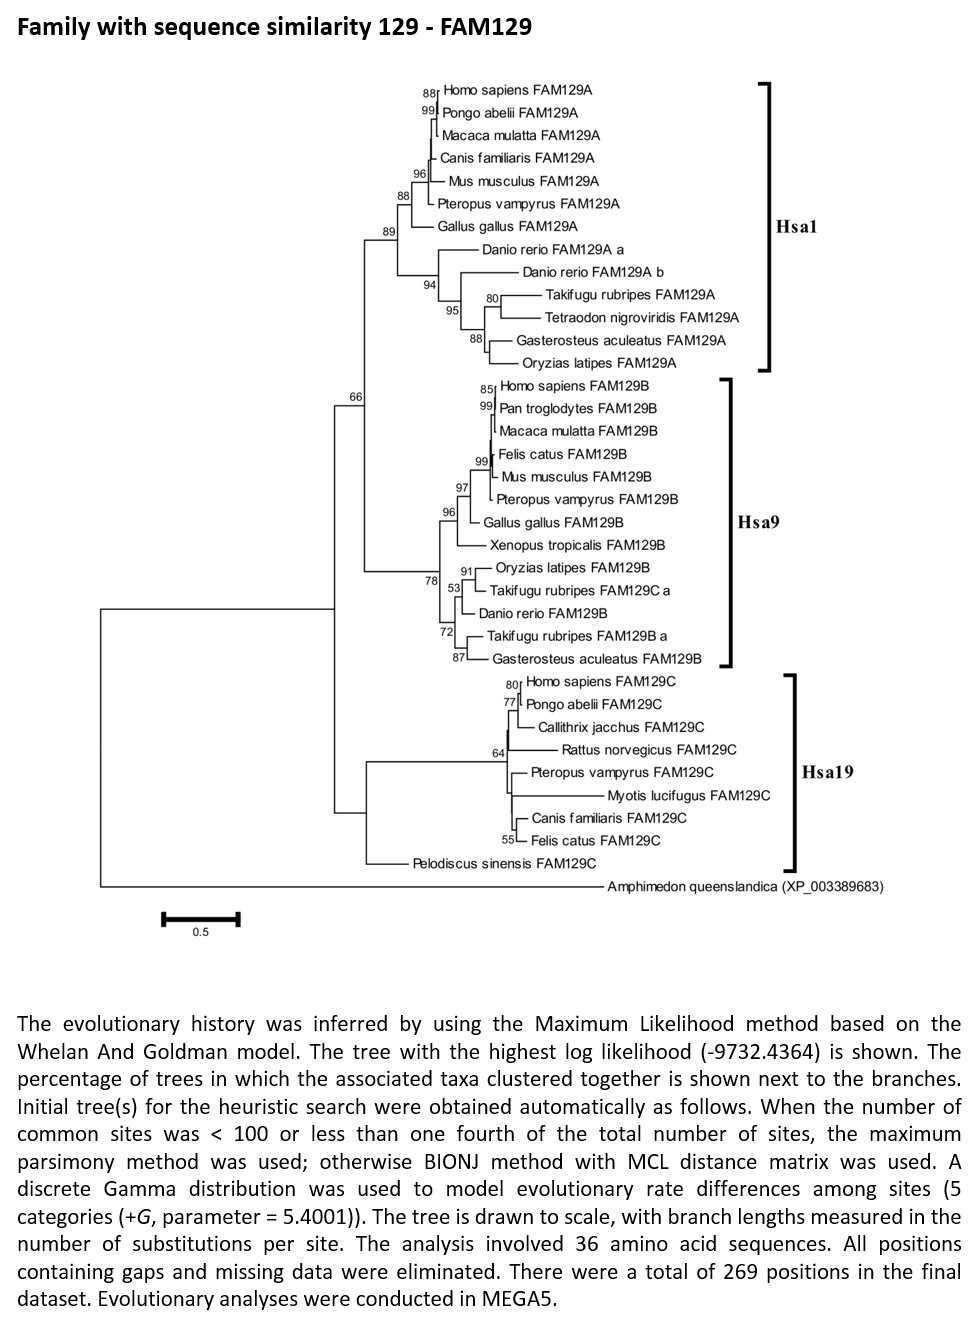 Family with sequence similarity 129 - FAM129
88
Homo sapiens FAM129A
99
Pongo abelii FAM129A
Macaca mulatta FAM129A
Canis familiaris FAM129A
96
Mus musculus FAM129A
88
Pteropus vampyrus FAM129A
Gallus gallus FAM129A
Hsa1
89
Danio rerio FAM129A a
Danio rerio FAM129A b
94
80
Takifugu rubripes FAM129A
95
Tetraodon nigroviridis FAM129A
88
Gasterosteus aculeatus FAM129A
Oryzias latipes FAM129A
85
Homo sapiens FAM129B
66
99
Pan troglodytes FAM129B
Macaca mulatta FAM129B
Felis catus FAM129B
99
Mus musculus FAM129B
97
Pteropus vampyrus FAM129B
96
Gallus gallus FAM129B
Hsa9
Xenopus tropicalis FAM129B
91
Oryzias latipes FAM129B
78
53
Takifugu rubripes FAM129C a
Danio rerio FAM129B
72
Takifugu rubripes FAM129B a
87
Gasterosteus aculeatus FAM129B
80
Homo sapiens FAM129C
77
Pongo abelii FAM129C
Callithrix jacchus FAM129C
64
Rattus norvegicus FAM129C
Pteropus vampyrus FAM129C
Hsa19
Myotis lucifugus FAM129C
Canis familiaris FAM129C
55
Felis catus FAM129C
Pelodiscus sinensis FAM129C
Amphimedon queenslandica (XP_003389683)
0.5
The evolutionary history was inferred by using the Maximum Likelihood method based on the
Whelan And Goldman model. The tree with the highest log likelihood (-9732.4364) is shown. The
percentage of trees in which the associated taxa clustered together is shown next to the branches.
Initial tree(s) for the heuristic search were obtained automatically as follows. When the number of
common sites was < 100 or less than one fourth of the total number of sites, the maximum
parsimony method was used; otherwise BIONJ method with MCL distance matrix was used. A
discrete Gamma distribution was used to model evolutionary rate differences among sites (5
categories (+G, parameter = 5.4001)). The tree is drawn to scale, with branch lengths measured in the
number of substitutions per site. The analysis involved 36 amino acid sequences. All positions
containing gaps and missing data were eliminated. There were a total of 269 positions in the final
dataset. Evolutionary analyses were conducted in MEGA5.